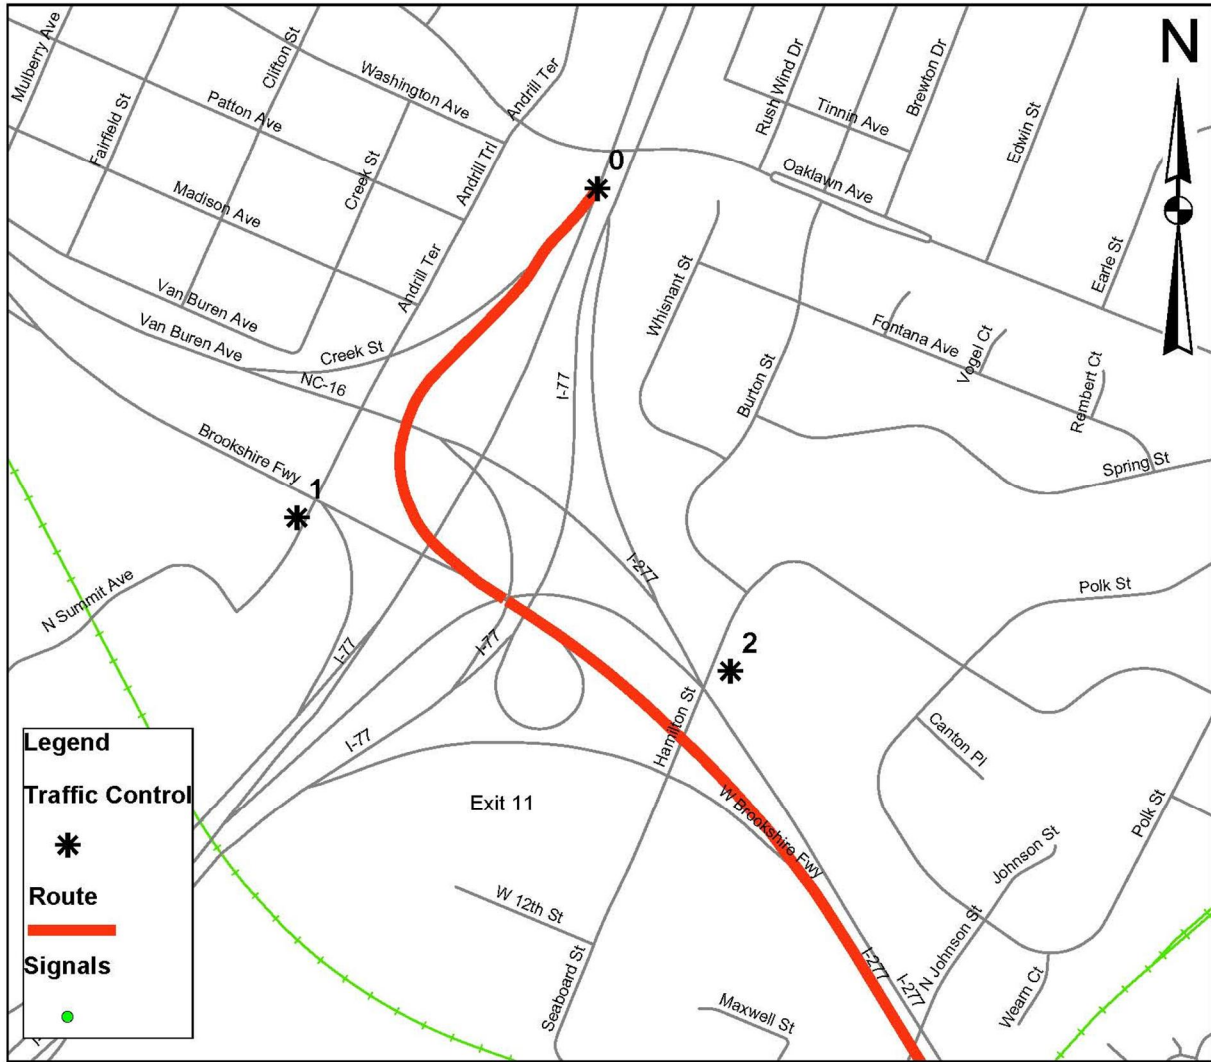 N
Mulberry Ave
Fairfield St
Clifton St
Patton Ave
Washington Ave
Andrill Ter
Andrill Trl
Creek St
Madison Ave
Andrill Ter
Van Buren Ave
Van Buren Ave
Creek St
NC-16
Brookshire Fwy
0
1
2
Rush Wind Dr
Tinnin Ave
Brewton Dr
Edwin St
Oaklawn Ave
Earle St
Whisnant St
Fontana Ave
Vogel Ct
Rembert Ct
Burton St
Spring St
I-77
I-277
N Summit Ave
I-77
I-77
I-77
Polk St
Hamilton St
Canton Pl
Polk St
Exit 11
W Brookshire Fwy
Johnson St
N Johnson St
W 12th St
Seaboard St
Maxwell St
I-277
I-277
Wearn Ct
Legend
Traffic Control
Route
Signals